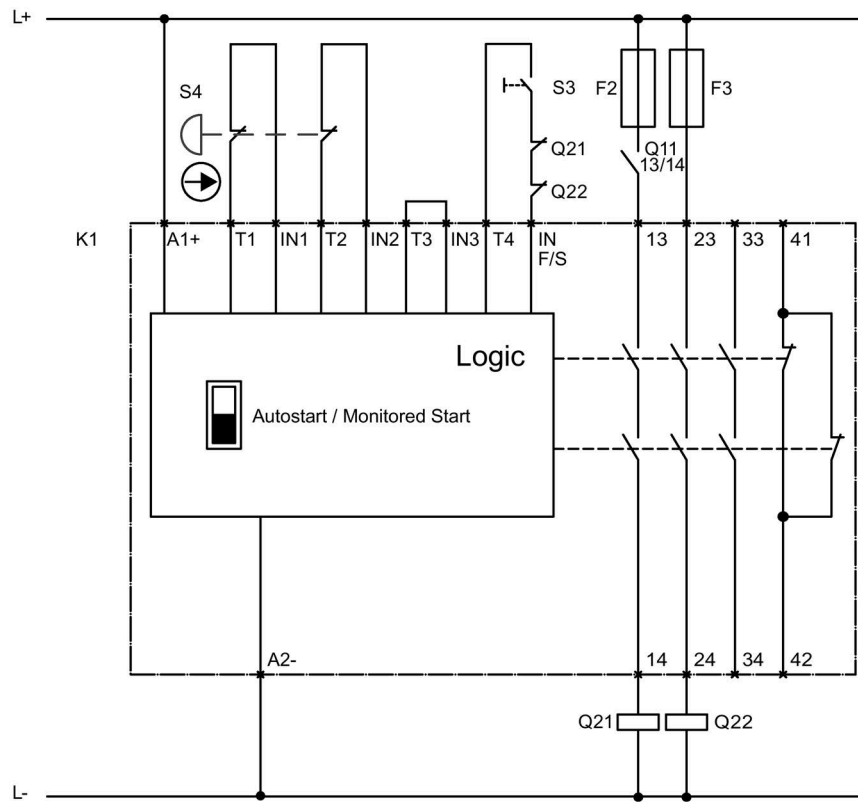 L+
S4
S3
F2
F3
Q21
Q11
13/14
Q22
K1
A1+
T1
IN1
T2
IN2
T3
IN3
T4
IN
F/S
13
23
33
41
Logic
Autostart / Monitored Start
A2-
14
24
34
42
Q21
Q22
L-